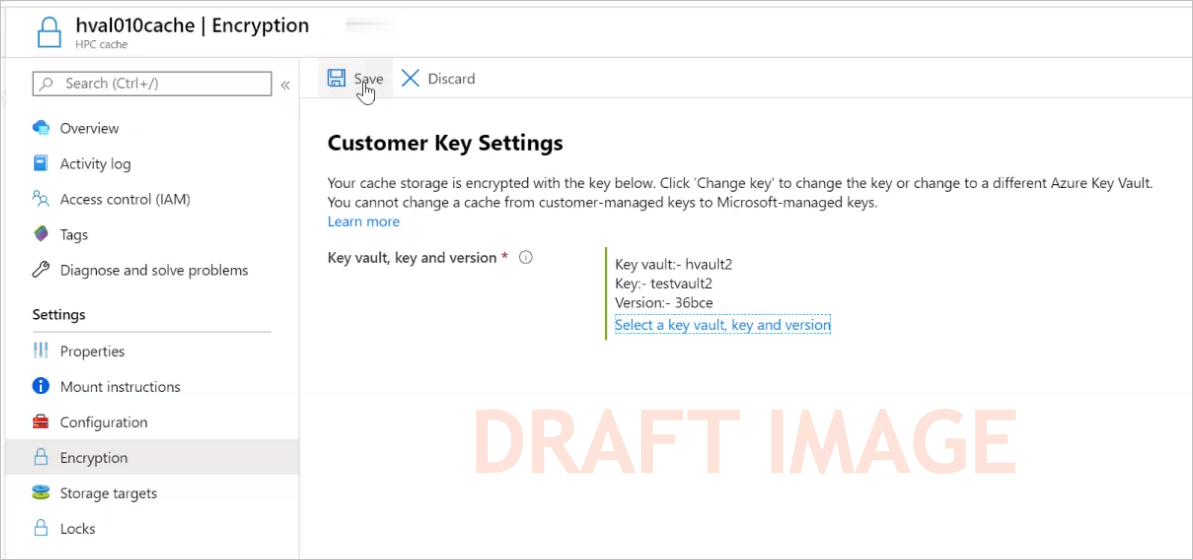 hval010cache | Encryption
HPC cache
Search (Ctrl+/)
«
Save
Discard
Overview
Activity log
Access control (IAM)
Tags
Diagnose and solve problems
Settings
Properties
Mount instructions
Configuration
Encryption
Storage targets
Locks
Customer Key Settings
Your cache storage is encrypted with the key below. Click 'Change key' to change the key or change to a different Azure Key Vault.
You cannot change a cache from customer-managed keys to Microsoft-managed keys.
Learn more
Key vault, key and version *
Key vault:- hvault2
Key:- testvault2
Version:- 36bce
Select a key vault, key and version
DRAFT IMAGE